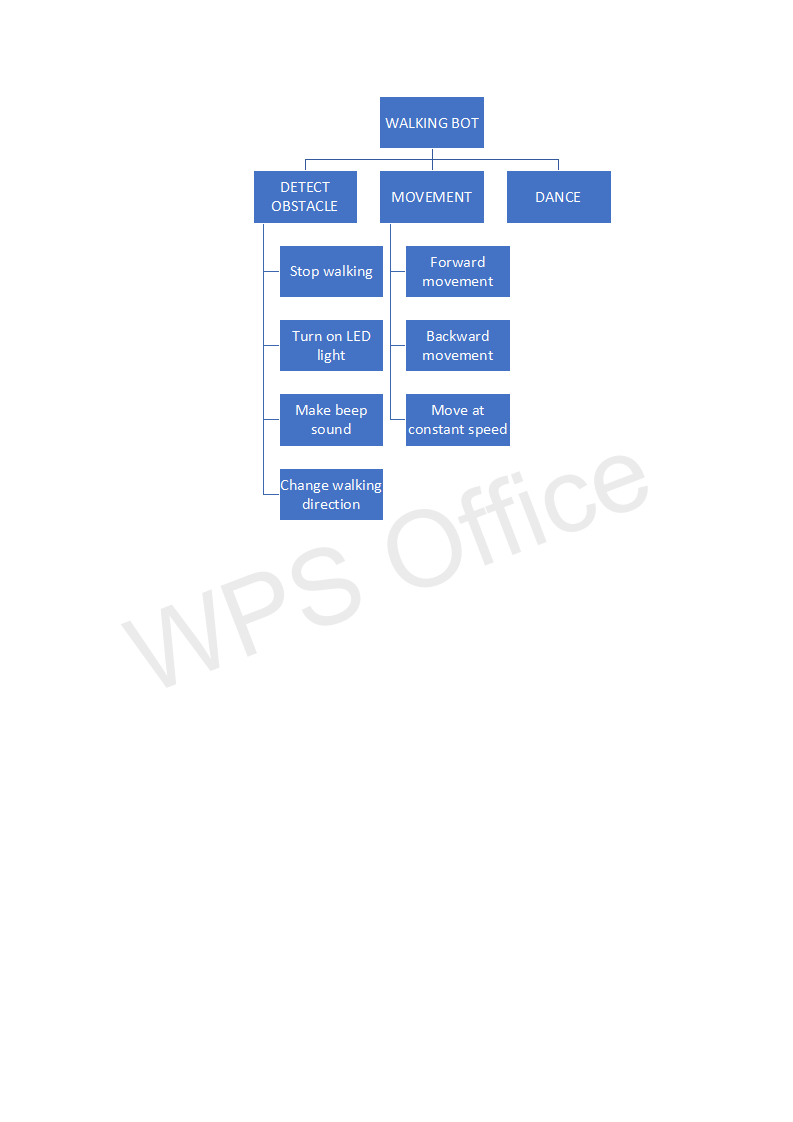 WALKING BOT
DETECT
OBSTACLE
MOVEMENT
DANCE
Stop walking
Forward
movement
Turn on LED
light
Backward
movement
Make beep
sound
Move at
constant speed
Change walking
direction
WPS Office